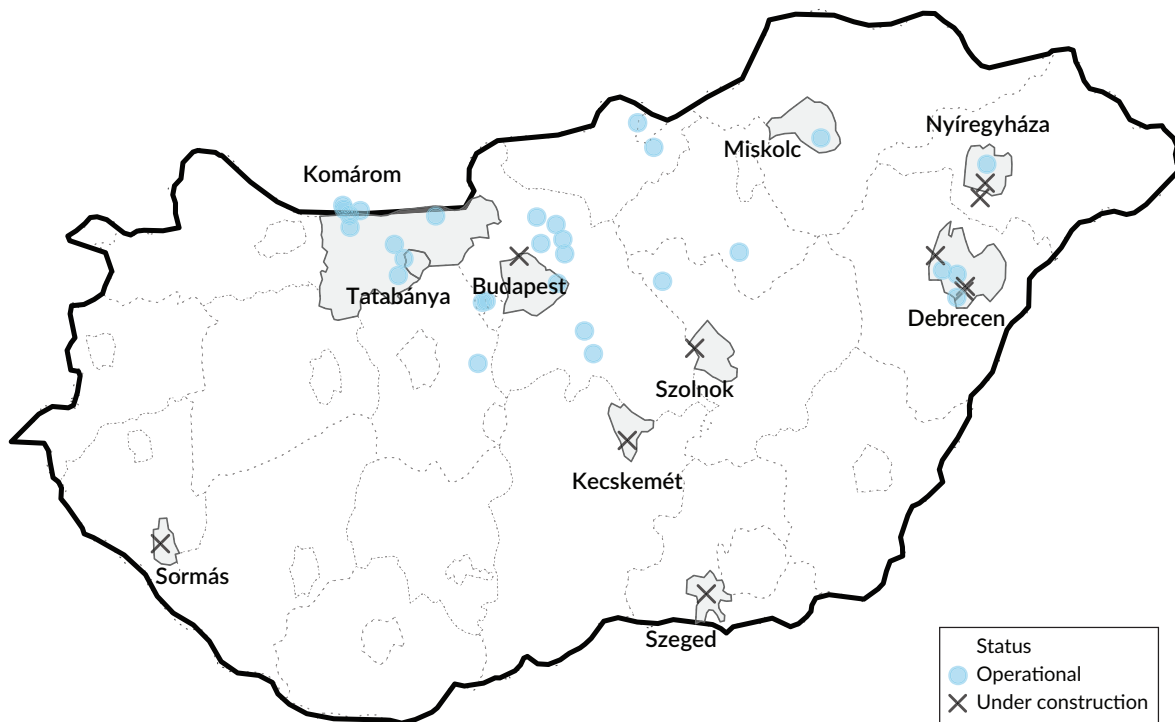 Nyíregyháza
Miskolc
Komárom
Budapest
Tatabánya
Debrecen
Szolnok
Kecskemét
Sormás
Szeged
Status
Operational
Under construction